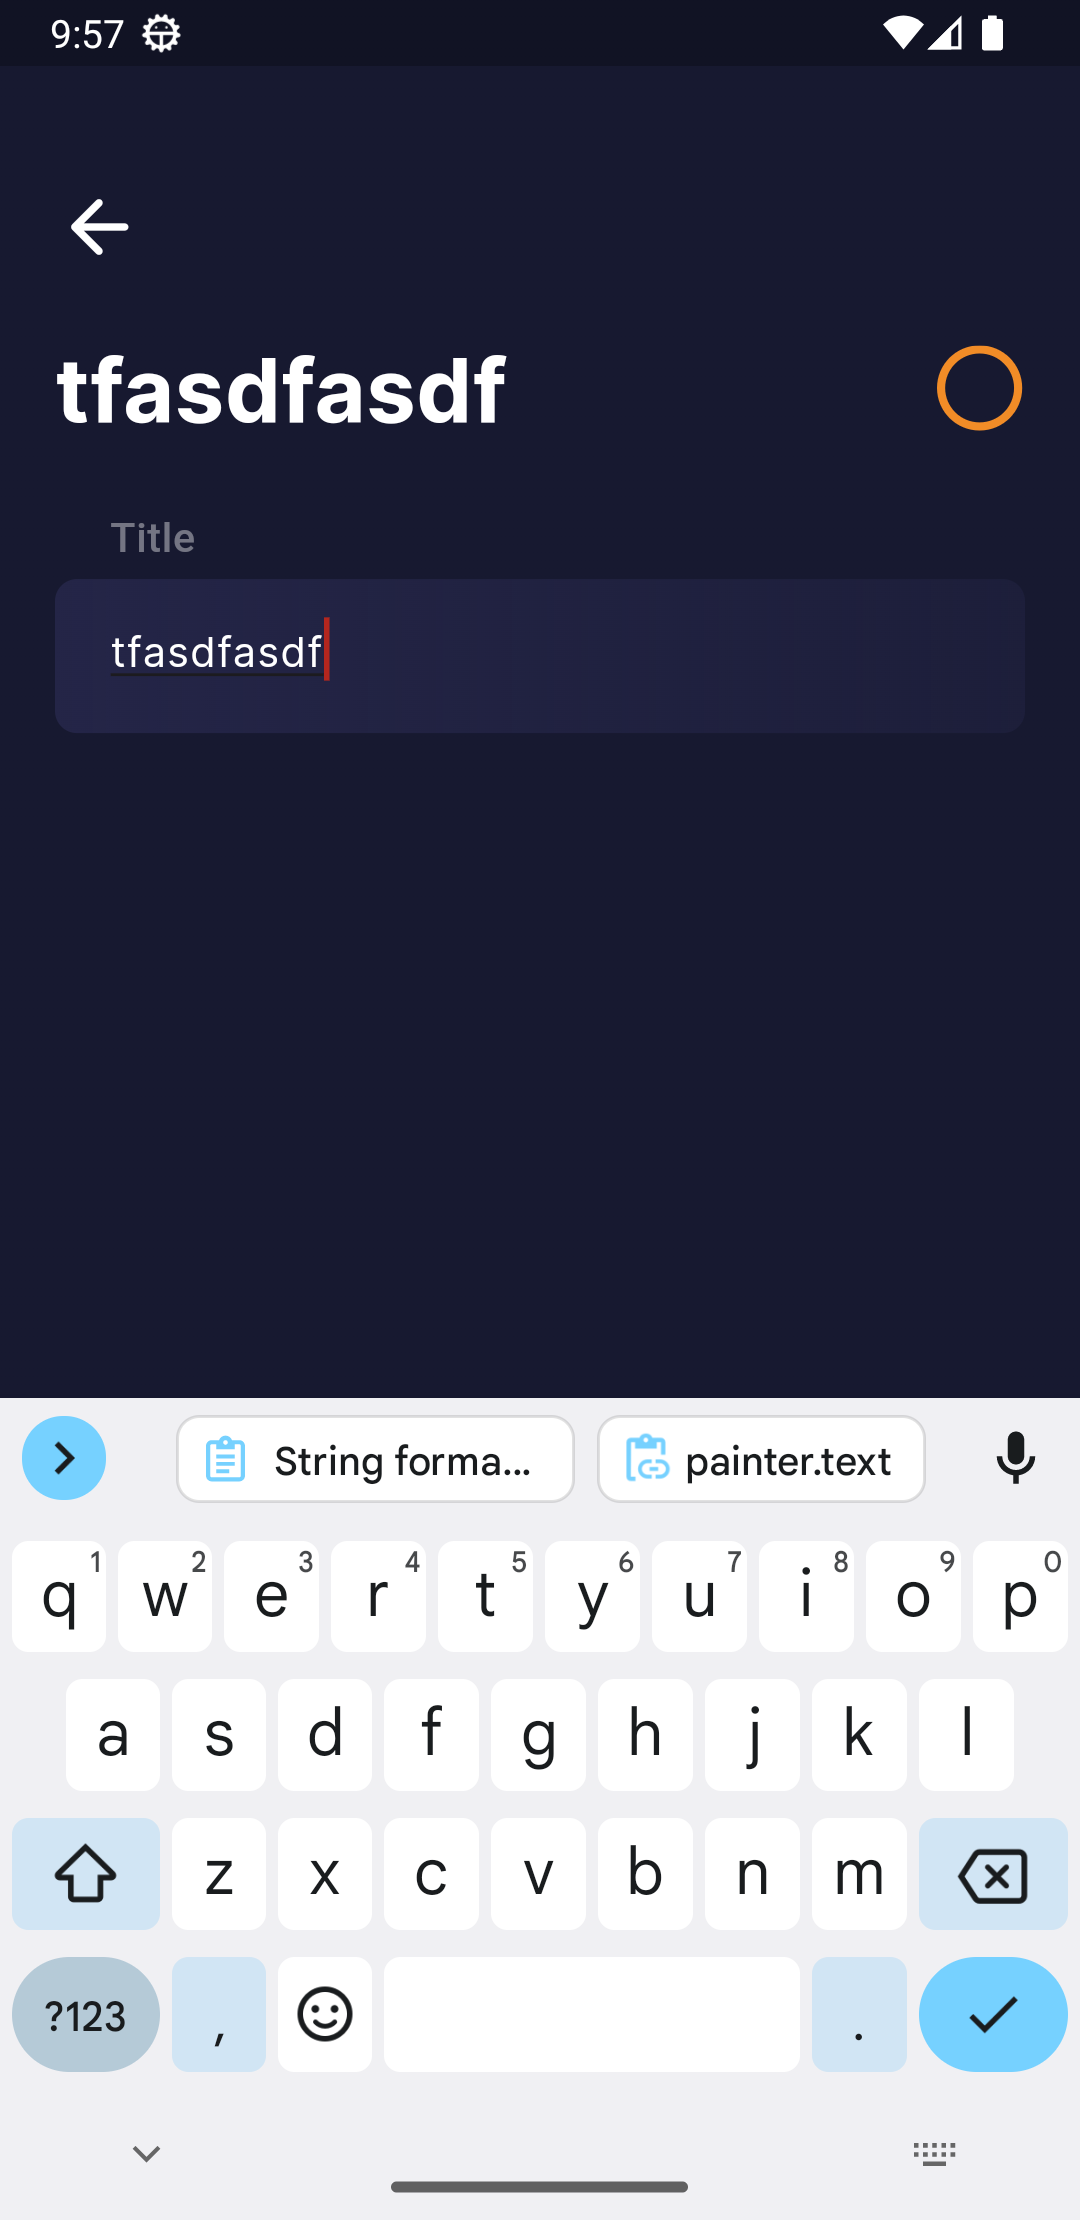 9:57
tfasdfasdf
Title
tfasdfasdf
String forma... painter.text
q 1 w 2 e 3 r 4 t 5 y 6 u 7 i 8 o 9 p 0
a s d f g h j k l
z x c v b n m
?123 , .